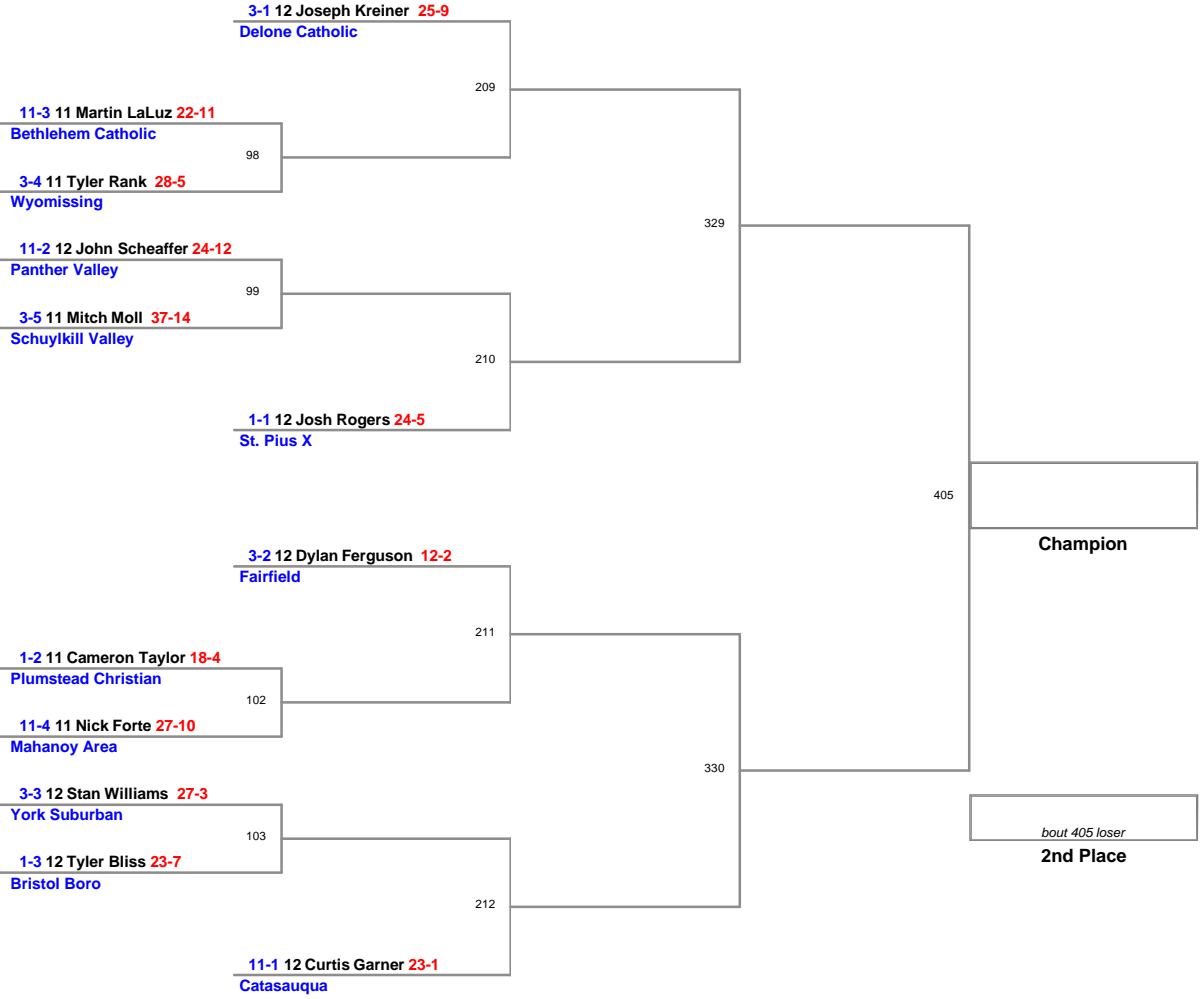 3-1 12 Joseph Kreiner 25-9
Delone Catholic
209
11-3 11 Martin LaLuz 22-11
Bethlehem Catholic
98
3-4 11 Tyler Rank 28-5
Wyomissing
329
11-2 12 John Scheaffer 24-12
Panther Valley
99
3-5 11 Mitch Moll 37-14
Schuylkill Valley
210
1-1 12 Josh Rogers 24-5
St. Pius X
405
Champion
3-2 12 Dylan Ferguson 12-2
Fairfield
211
1-2 11 Cameron Taylor 18-4
Plumstead Christian
102
11-4 11 Nick Forte 27-10
Mahanoy Area
330
3-3 12 Stan Williams 27-3
York Suburban
103
bout 405 loser
2nd Place
1-3 12 Tyler Bliss 23-7
Bristol Boro
212
11-1 12 Curtis Garner 23-1
Catasauqua